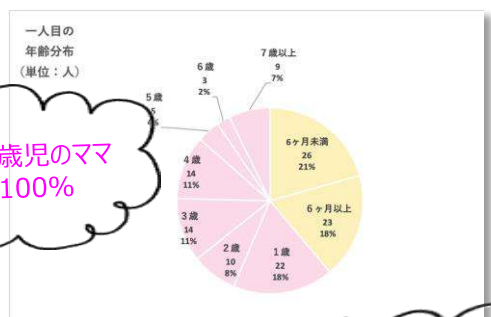 一人目の
年齢分布
(単位:人)
7歳以上
9
7%
6歳
3
2%
5歳
6ヶ月未満
26
21%
6ヶ月以上
23
18%
1歳
22
18%
2歳
10
8%
3歳
14
11%
4歳
14
11%
歳児のママ
100%